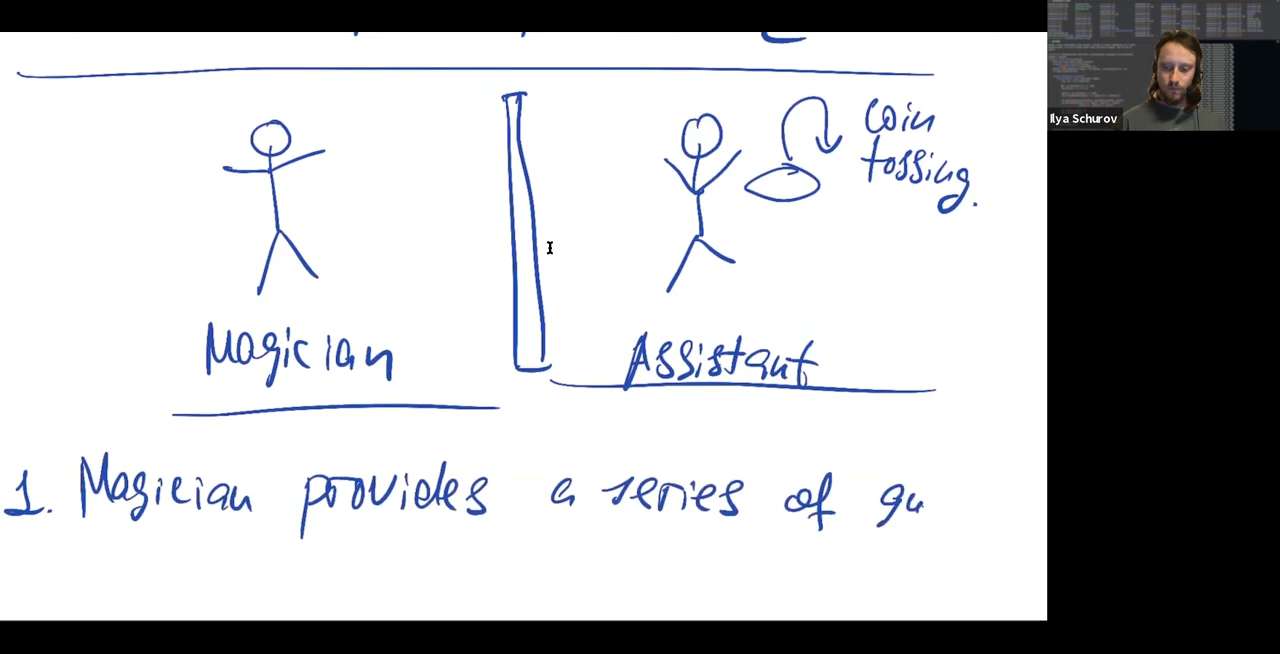 coin
tossing.
Ilya Schurov
Magician
Assistant
1. Magician provides a series of gu